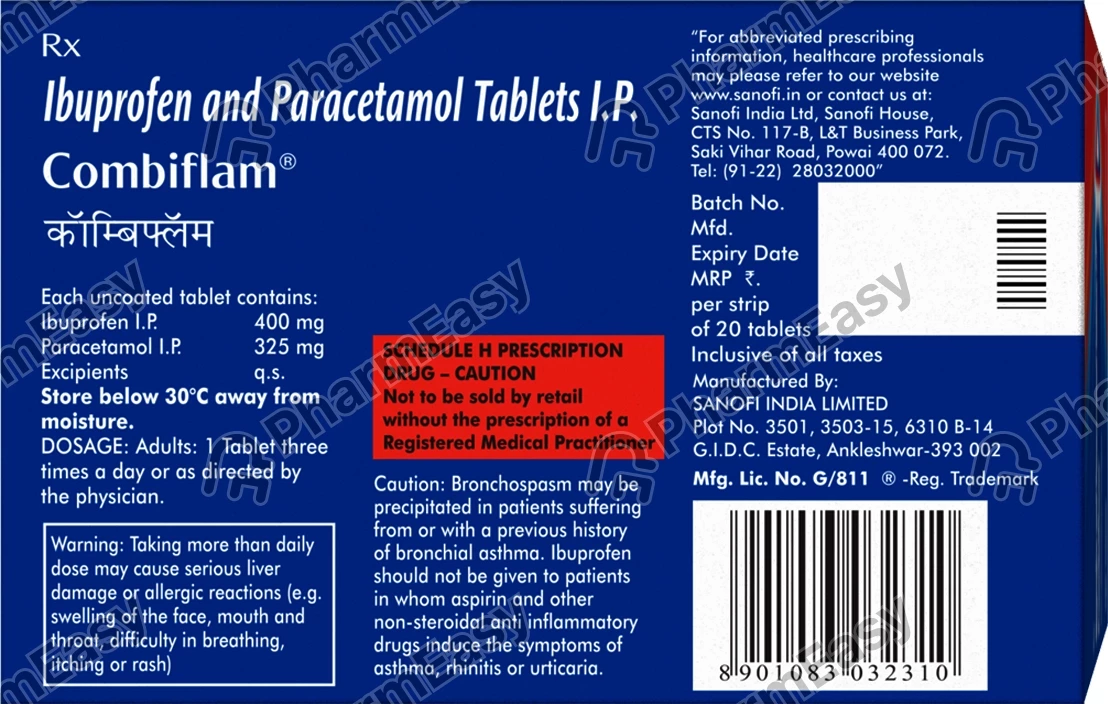 Rx
Ibuprofen and Paracetamol Tablets I.P.
Combiflam®
कॉम्बिफ्लॅम
Each uncoated tablet contains:
Ibuprofen I.P. 400 mg
Paracetamol I.P. 325 mg
Excipients q.s.
Store below 30°C away from
moisture.
DOSAGE: Adults: 1 Tablet three
times a day or as directed by
the physician.
Warning: Taking more than daily
dose may cause serious liver
damage or allergic reactions (e.g.
swelling of the face, mouth and
throat, difficulty in breathing,
itching or rash)
SCHEDULE H PRESCRIPTION
DRUG – CAUTION
Not to be sold by retail
without the prescription of a
Registered Medical Practitioner
Caution: Bronchospasm may be
precipitated in patients suffering
from or with a previous history
of bronchial asthma. Ibuprofen
should not be given to patients
in whom aspirin and other
non-steroidal anti inflammatory
drugs induce the symptoms of
asthma, rhinitis or urticaria.
“For abbreviated prescribing
information, healthcare professionals
may please refer to our website
www.sanofi.in or contact us at:
Sanofi India Ltd, Sanofi House,
CTS No. 117-B, L&T Business Park,
Saki Vihar Road, Powai 400 072.
Tel: (91-22) 28032000”
Batch No.
Mfd.
Expiry Date
MRP ₹.
per strip
of 20 tablets
Inclusive of all taxes
Manufactured By:
SANOFI INDIA LIMITED
Plot No. 3501, 3503-15, 6310 B-14
G.I.D.C. Estate, Ankleshwar-393 002
Mfg. Lic. No. G/811 ® -Reg. Trademark
8 901083 032310
PharmEasy
PharmEasy
PharmEasy
PharmEasy
PharmEasy
PharmEasy